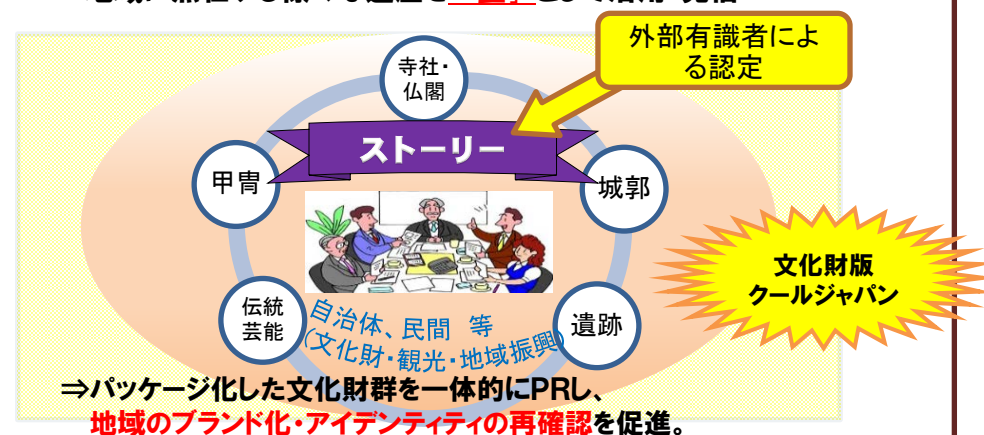 外部有識者によ
る認定
寺社・
仏閣
ストーリー
甲冑
城郭
文化財版
クールジャパン
伝統
芸能
自治体、民間 等
(文化財・観光・地域振興)
遺跡
⇒パッケージ化した文化財群を一体的にPRし、
地域のブランド化・アイデンティティの再確認を促進。